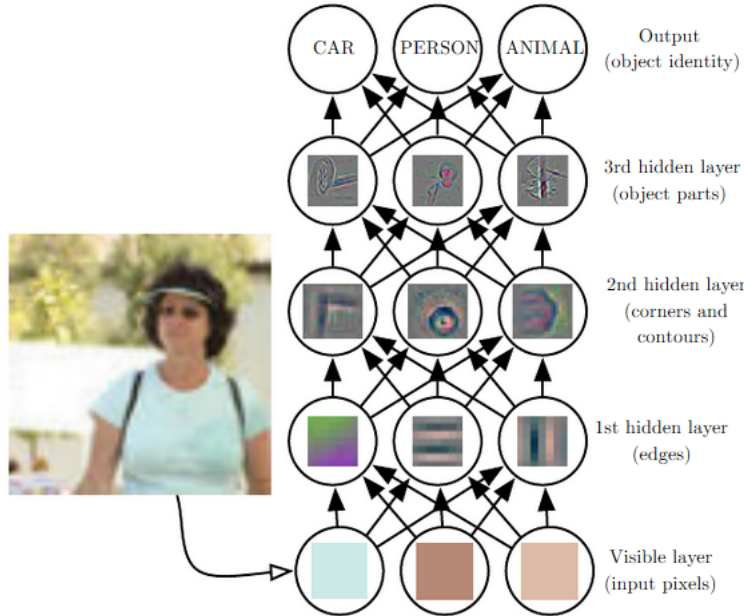 CAR PERSON ANIMAL
Output
(object identity)
3rd hidden layer
(object parts)
2nd hidden layer
(corners and
contours)
1st hidden layer
(edges)
Visible layer
(input pixels)